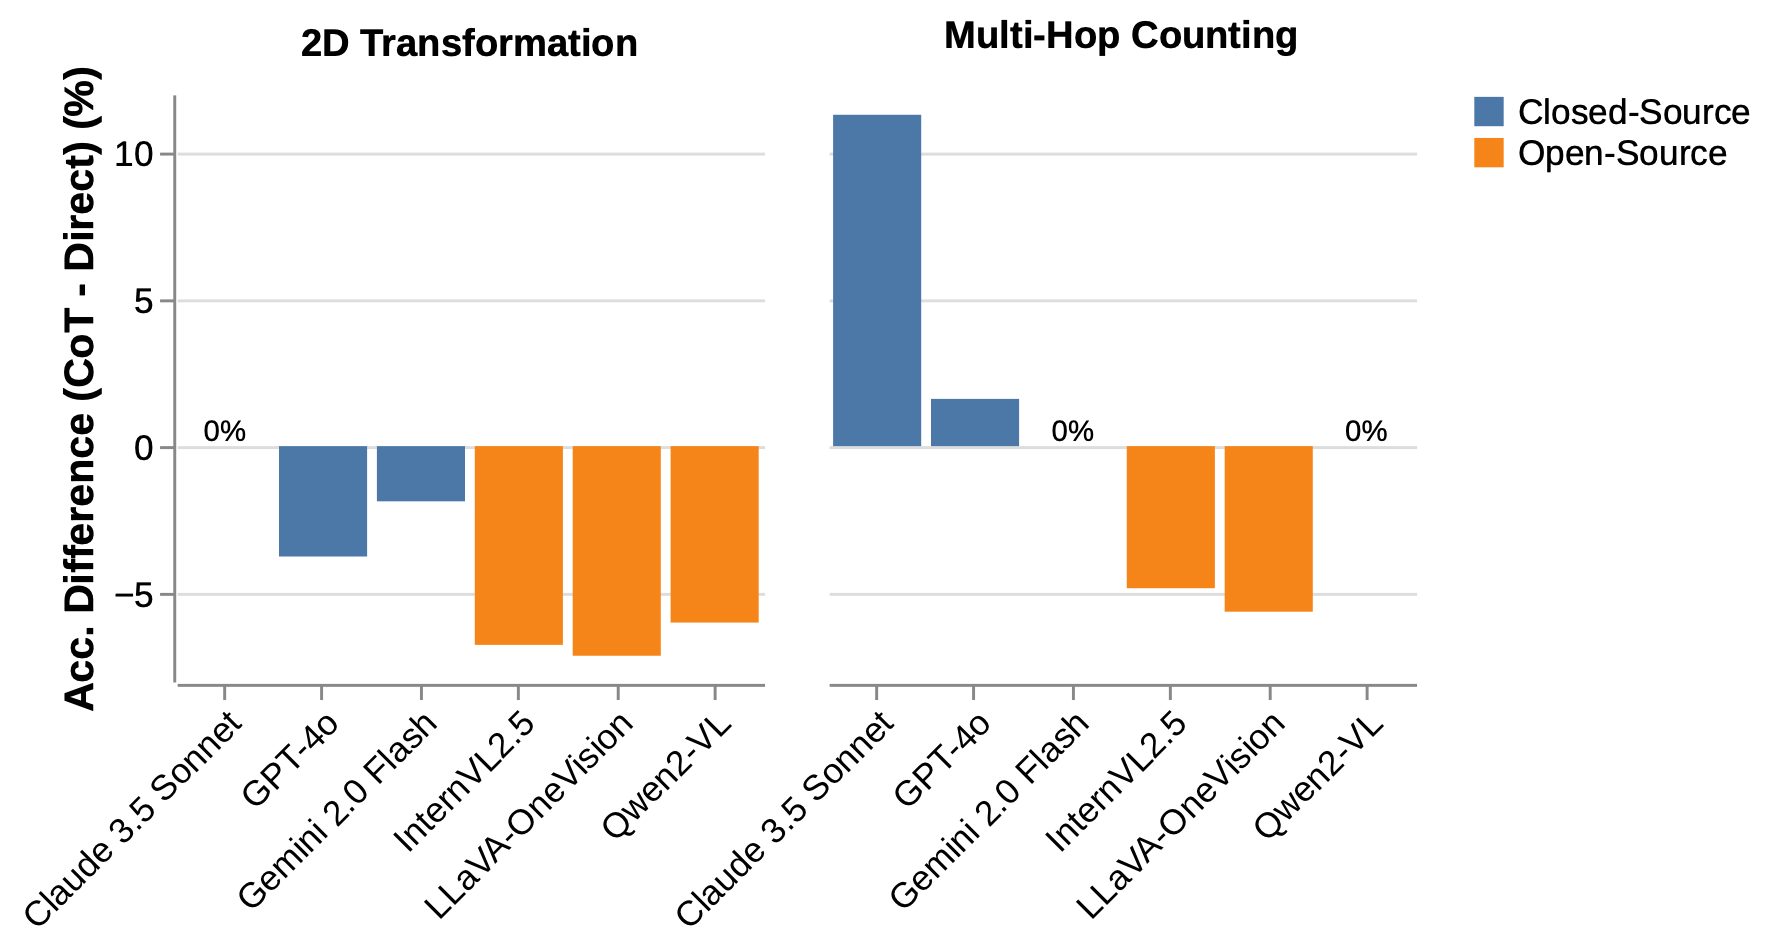 2D Transformation
Multi-Hop Counting
Acc. Difference (CoT - Direct) (%)
10
5
0
−5
0%
0%
0%
Closed-Source
Open-Source
Claude 3.5 Sonnet
GPT-4o
Gemini 2.0 Flash
InternVL2.5
LLaVA-OneVision
Qwen2-VL
Claude 3.5 Sonnet
GPT-4o
Gemini 2.0 Flash
InternVL2.5
LLaVA-OneVision
Qwen2-VL